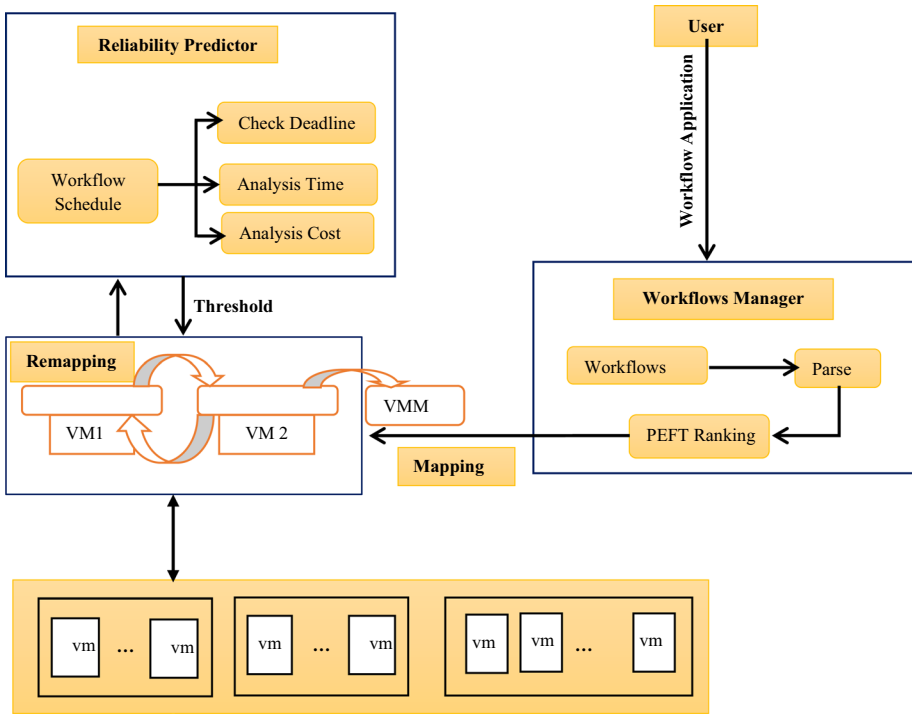 Reliability Predictor
Workflow
Schedule
Check Deadline
Analysis Time
Analysis Cost
User
Workflow Application
Threshold
Workflows Manager
Workflows
Parse
PEFT Ranking
Remapping
VM1
VM 2
VMM
Mapping
vm
...
vm
vm
...
vm
vm
vm
...
vm